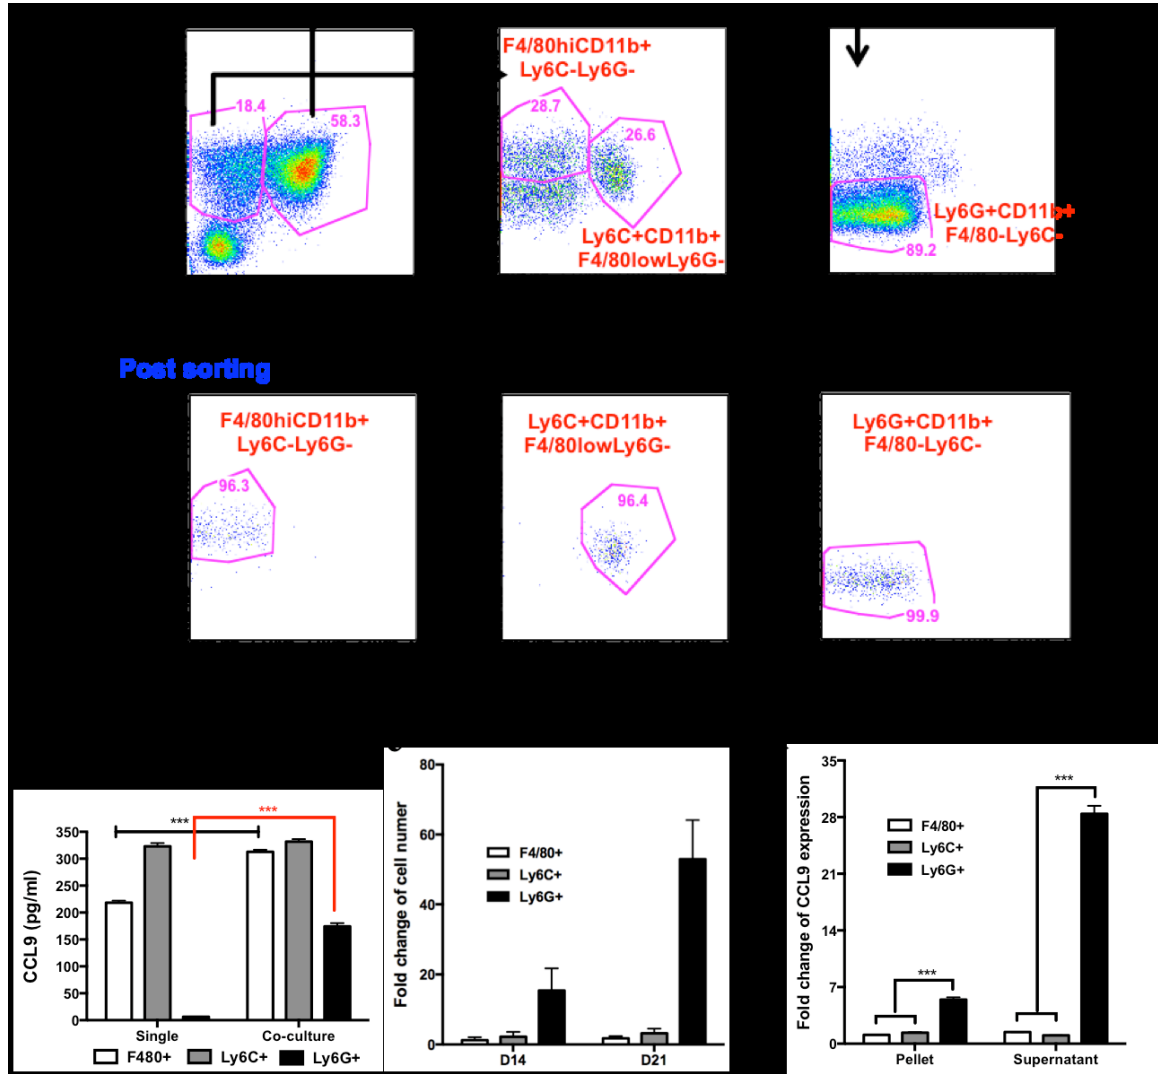 F4/80hiCD11b+
Ly6C-Ly6G-
18.4
58.3
28.7
26.6
Ly6C+CD11b+
F4/80lowLy6G-
Ly6G+CD11b+
F4/80-Ly6C-
89.2
Post sorting
F4/80hiCD11b+
Ly6C-Ly6G-
96.3
Ly6C+CD11b+
F4/80lowLy6G-
96.4
Ly6G+CD11b+
F4/80-Ly6C-
99.9
CCL9 (pg/ml)
350
300
250
200
150
100
50
0
***
***
Single
Co-culture
F480+
Ly6C+
Ly6G+
Fold change of cell numer
80
60
40
20
0
F4/80+
Ly6C+
Ly6G+
D14
D21
Fold change of CCL9 expression
35
28
21
14
7
0
F4/80+
Ly6C+
Ly6G+
***
***
Pellet
Supernatant